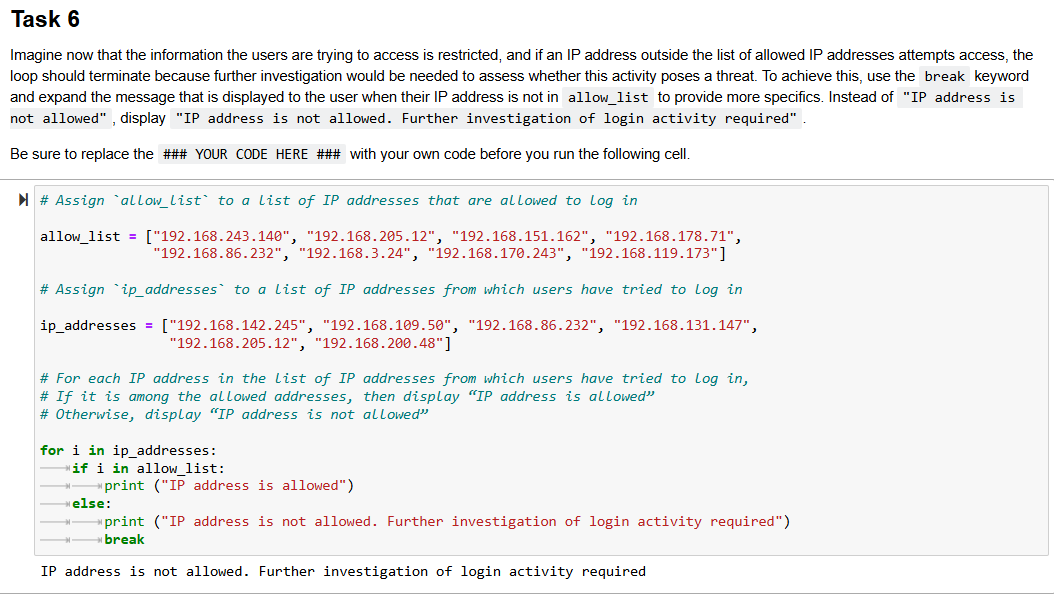 Task 6
Imagine now that the information the users are trying to access is restricted, and if an IP address outside the list of allowed IP addresses attempts access, the
loop should terminate because further investigation would be needed to assess whether this activity poses a threat. To achieve this, use the break keyword
and expand the message that is displayed to the user when their IP address is not in allow_list to provide more specifics. Instead of "IP address is
not allowed" , display "IP address is not allowed. Further investigation of login activity required" .
Be sure to replace the ### YOUR CODE HERE ### with your own code before you run the following cell.
# Assign `allow_list` to a list of IP addresses that are allowed to log in
allow_list = ["192.168.243.140", "192.168.205.12", "192.168.151.162", "192.168.178.71",
"192.168.86.232", "192.168.3.24", "192.168.170.243", "192.168.119.173"]
# Assign `ip_addresses` to a list of IP addresses from which users have tried to log in
ip_addresses = ["192.168.142.245", "192.168.109.50", "192.168.86.232", "192.168.131.147",
"192.168.205.12", "192.168.200.48"]
# For each IP address in the list of IP addresses from which users have tried to log in,
# If it is among the allowed addresses, then display “IP address is allowed”
# Otherwise, display “IP address is not allowed”
for i in ip_addresses:
if i in allow_list:
print ("IP address is allowed")
else:
print ("IP address is not allowed. Further investigation of login activity required")
break
IP address is not allowed. Further investigation of login activity required